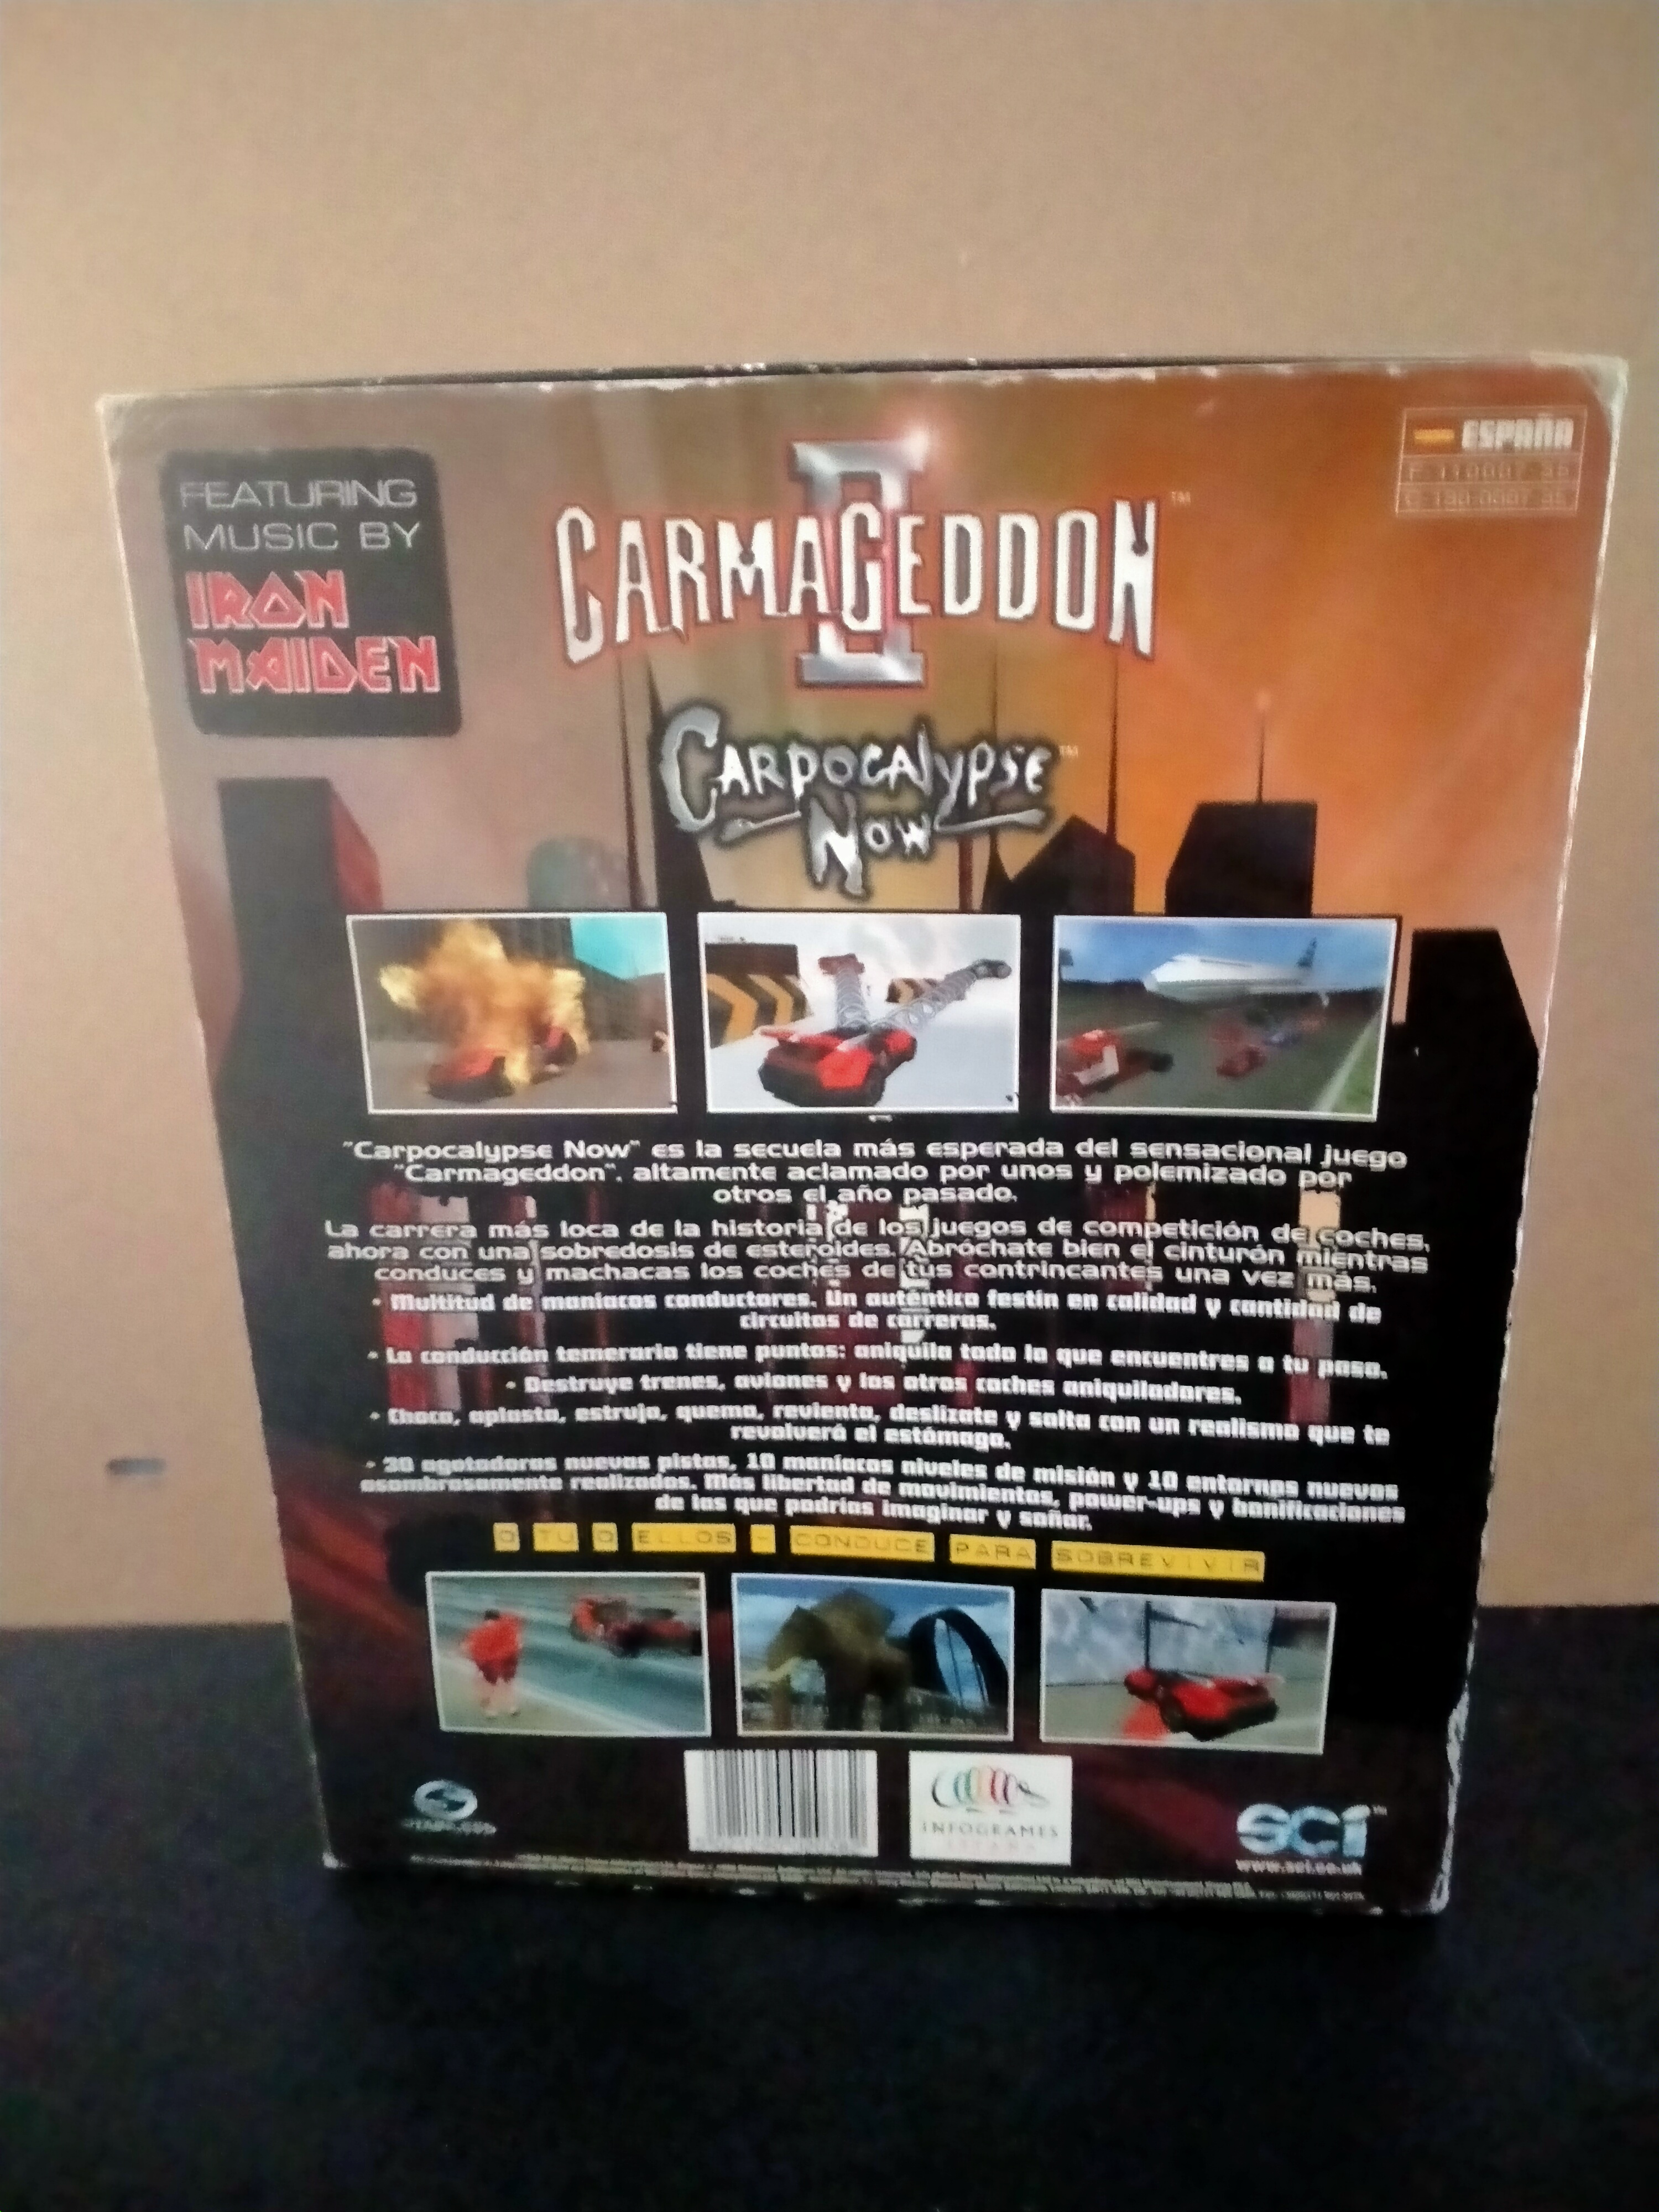 FEATURING
MUSIC BY
IRON
MAIDEN
ESPAÑA
II
CARMAGEDDON™
CARPOCALYPSE™
NOW
"Carpocalypse Now" es la secuela más esperada del sensacional juego
"Carmageddon", altamente aclamado por unos y polemizado por
otros el año pasado.
La carrera más loca de la historia de los juegos de competición de coches,
ahora con una sobredosis de esteroides. Abróchate bien el cinturón mientras
conduces y machacas los coches de tus contrincantes una vez más.
• Multitud de maníacos conductores. Un auténtico festín en calidad y cantidad de
circuitos de carreras.
• La conducción temeraria tiene puntos: aniquila todo lo que encuentres a tu paso.
• Destruye trenes, aviones y los otros coches aniquiladores.
• Choca, aplasta, estruja, quema, revienta, deslízate y salta con un realismo que te
revolverá el estómago.
• 30 agotadoras nuevas pistas, 10 maníacos niveles de misión y 10 entornos nuevos
asombrosamente realizados. Más libertad de movimientos, power-ups y bonificaciones
de las que podrías imaginar y soñar.
O TU O ELLOS - CONDUCE PARA SOBREVIVIR
INFOGRAMES
SCi™
www.sci.co.uk